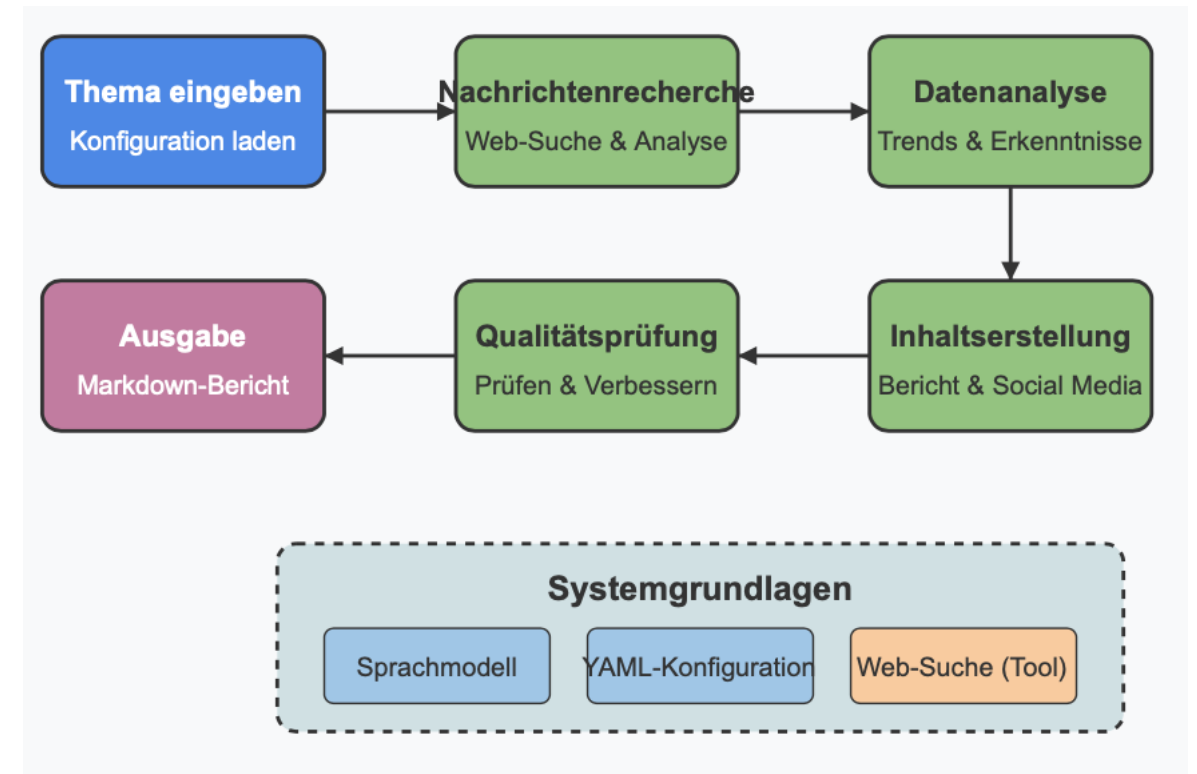 Thema eingeben
Konfiguration laden
Nachrichtenrecherche
Web-Suche & Analyse
Datenanalyse
Trends & Erkenntnisse
Ausgabe
Markdown-Bericht
Qualitätsprüfung
Prüfen & Verbessern
Inhaltserstellung
Bericht & Social Media
Systemgrundlagen
Sprachmodell
YAML-Konfiguration
Web-Suche (Tool)